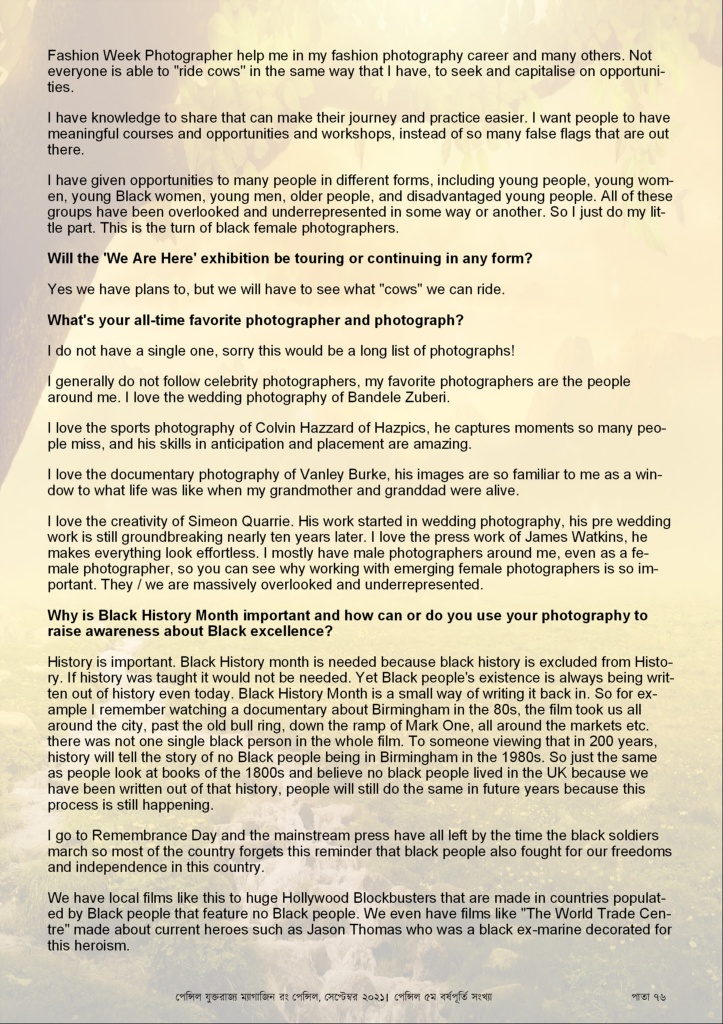 Fashion Week Photographer help me in my fashion photography career and many others. Not
everyone is able to "ride cows" in the same way that I have, to seek and capitalise on opportuni-
ties.
I have knowledge to share that can make their journey and practice easier. I want people to have
meaningful courses and opportunities and workshops, instead of so many false flags that are out
there.
I have given opportunities to many people in different forms, including young people, young wom-
en, young Black women, young men, older people, and disadvantaged young people. All of these
groups have been overlooked and underrepresented in some way or another. So I just do my lit-
tle part. This is the turn of black female photographers.
Will the 'We Are Here' exhibition be touring or continuing in any form?
Yes we have plans to, but we will have to see what "cows" we can ride.
What's your all-time favorite photographer and photograph?
I do not have a single one, sorry this would be a long list of photographs!
I generally do not follow celebrity photographers, my favorite photographers are the people
around me. I love the wedding photography of Bandele Zuberi.
I love the sports photography of Colvin Hazzard of Hazpics, he captures moments so many peo-
ple miss, and his skills in anticipation and placement are amazing.
I love the documentary photography of Vanley Burke, his images are so familiar to me as a win-
dow to what life was like when my grandmother and granddad were alive.
I love the creativity of Simeon Quarrie. His work started in wedding photography, his pre wedding
work is still groundbreaking nearly ten years later. I love the press work of James Watkins, he
makes everything look effortless. I mostly have male photographers around me, even as a fe-
male photographer, so you can see why working with emerging female photographers is so im-
portant. They / we are massively overlooked and underrepresented.
Why is Black History Month important and how can or do you use your photography to
raise awareness about Black excellence?
History is important. Black History month is needed because black history is excluded from Histo-
ry. If history was taught it would not be needed. Yet Black people's existence is always being writ-
ten out of history even today. Black History Month is a small way of writing it back in. So for ex-
ample I remember watching a documentary about Birmingham in the 80s, the film took us all
around the city, past the old bull ring, down the ramp of Mark One, all around the markets etc.
there was not one single black person in the whole film. To someone viewing that in 200 years,
history will tell the story of no Black people being in Birmingham in the 1980s. So just the same
as people look at books of the 1800s and believe no black people lived in the UK because we
have been written out of that history, people will still do the same in future years because this
process is still happening.
I go to Remembrance Day and the mainstream press have all left by the time the black soldiers
march so most of the country forgets this reminder that black people also fought for our freedoms
and independence in this country.
We have local films like this to huge Hollywood Blockbusters that are made in countries populat-
ed by Black people that feature no Black people. We even have films like "The World Trade Cen-
tre" made about current heroes such as Jason Thomas who was a black ex-marine decorated for
this heroism.
পেন্সিল যুক্তরাজ্য ম্যাগাজিন রং পেন্সিল, সেপ্টেম্বর ২০২১। পেন্সিল ৫ম বর্ষপূর্তি সংখ্যা পাতা ৭৬